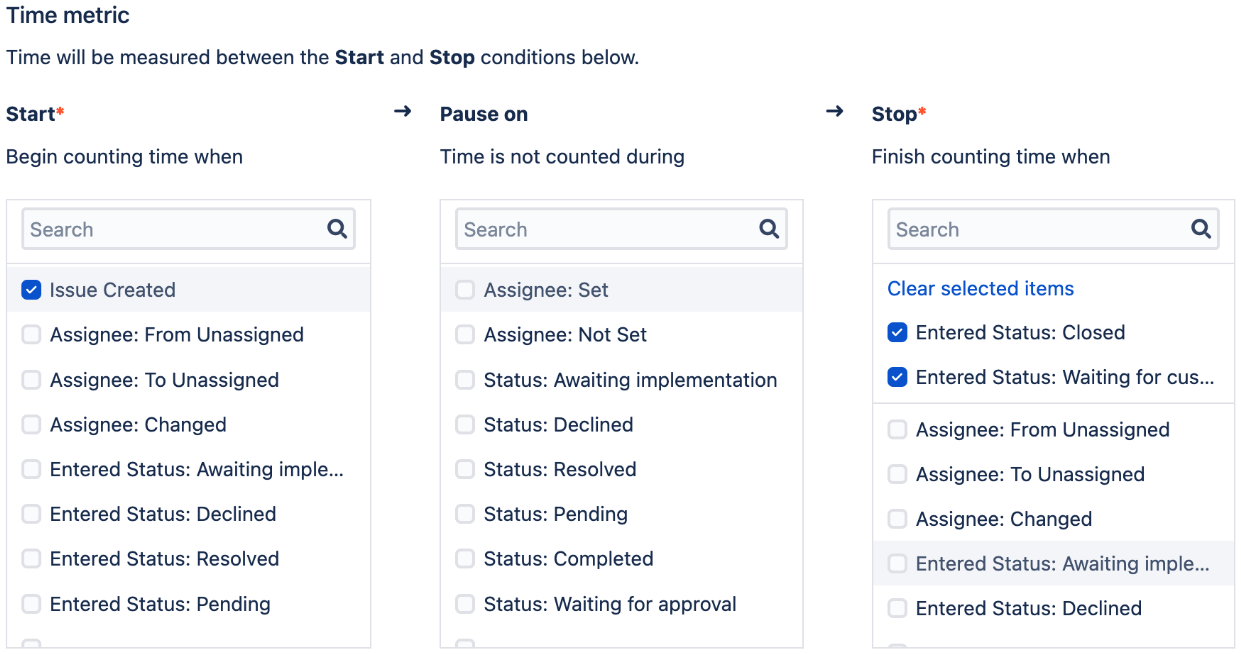 Time metric
Time will be measured between the Start and Stop conditions below.
Start*
Begin counting time when
Search
Issue Created
Assignee: From Unassigned
Assignee: To Unassigned
Assignee: Changed
Entered Status: Awaiting imple...
Entered Status: Declined
Entered Status: Resolved
Entered Status: Pending
→
Pause on
Time is not counted during
Search
Assignee: Set
Assignee: Not Set
Status: Awaiting implementation
Status: Declined
Status: Resolved
Status: Pending
Status: Completed
Status: Waiting for approval
→
Stop*
Finish counting time when
Search
Clear selected items
Entered Status: Closed
Entered Status: Waiting for cus...
Assignee: From Unassigned
Assignee: To Unassigned
Assignee: Changed
Entered Status: Awaiting imple...
Entered Status: Declined